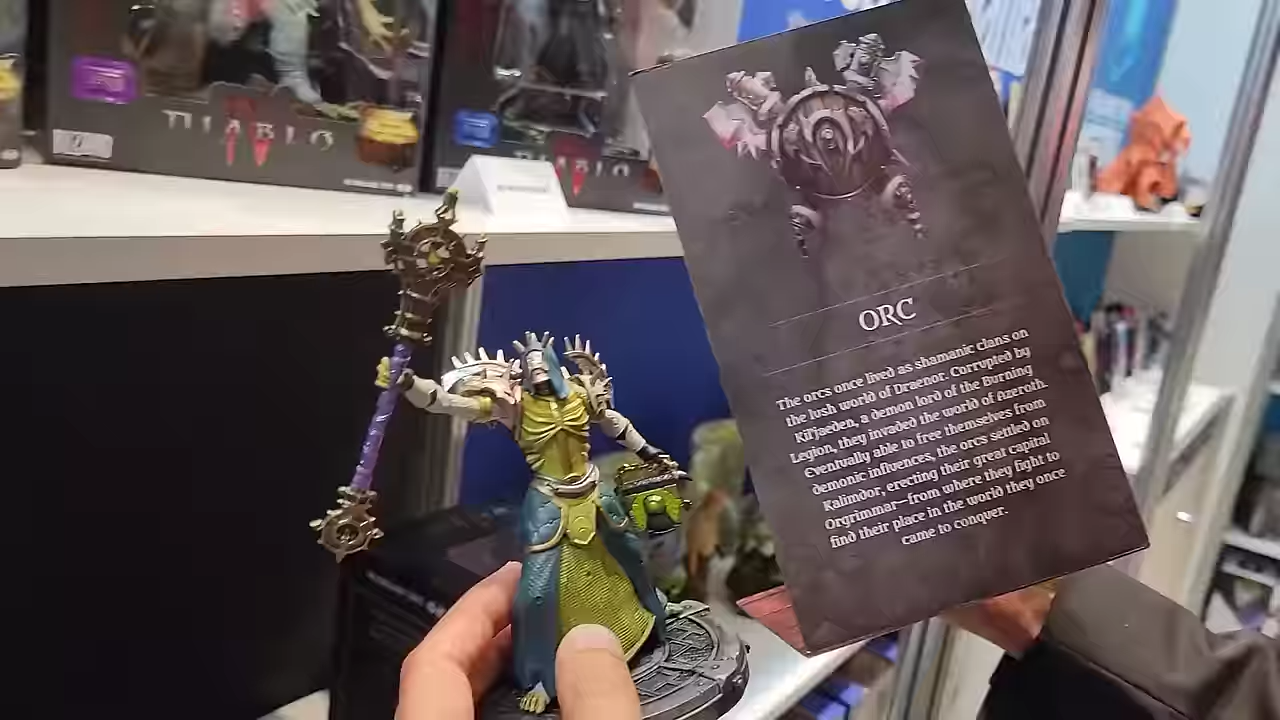 DIABLO
IV
DIABLO
IV
ORC
The orcs once lived as shamanic clans on
the lush world of Draenor. Corrupted by
Kil'jaeden, a demon lord of the Burning
Legion, they invaded the world of Azeroth.
Eventually able to free themselves from
demonic influences, the orcs settled on
Kalimdor, erecting their great capital
Orgrimmar—from where they fight to
find their place in the world they once
came to conquer.